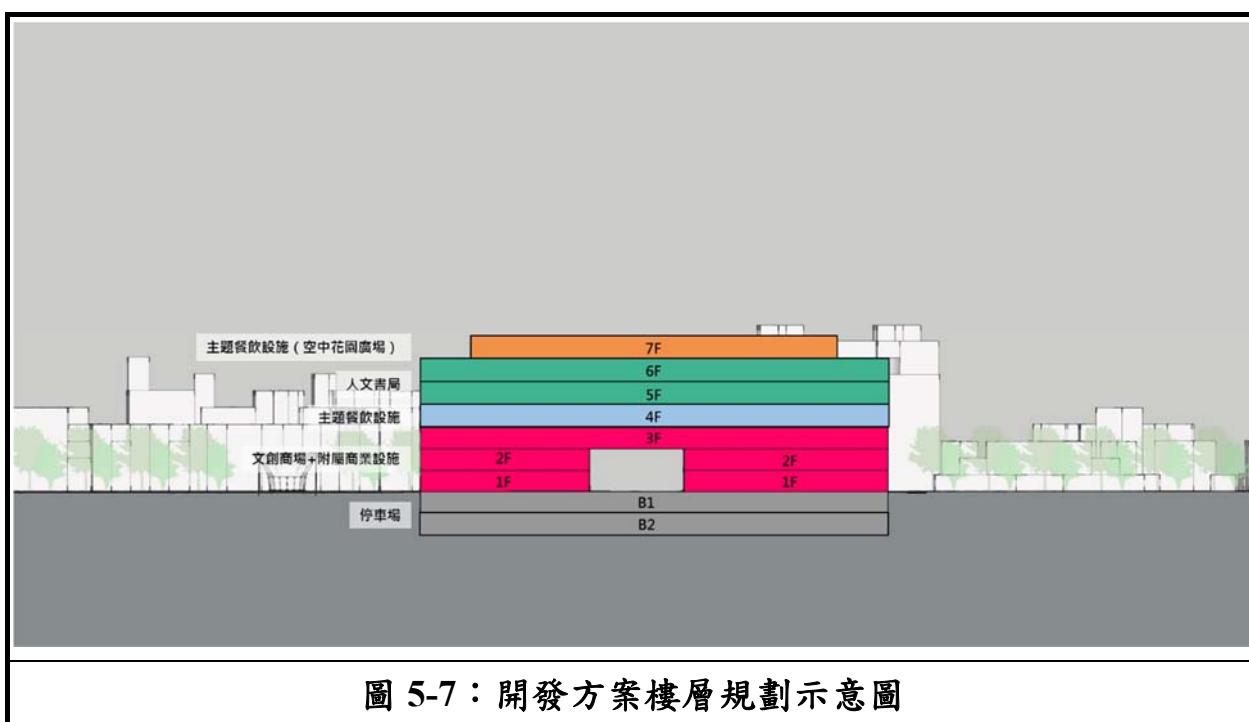 主題餐飲設施（空中花園廣場）
7F
6F
人文書局
5F
主題餐飲設施
4F
3F
文創商場+附屬商業設施
2F 2F
1F 1F
B1
停車場
B2
圖 5-7：開發方案樓層規劃示意圖